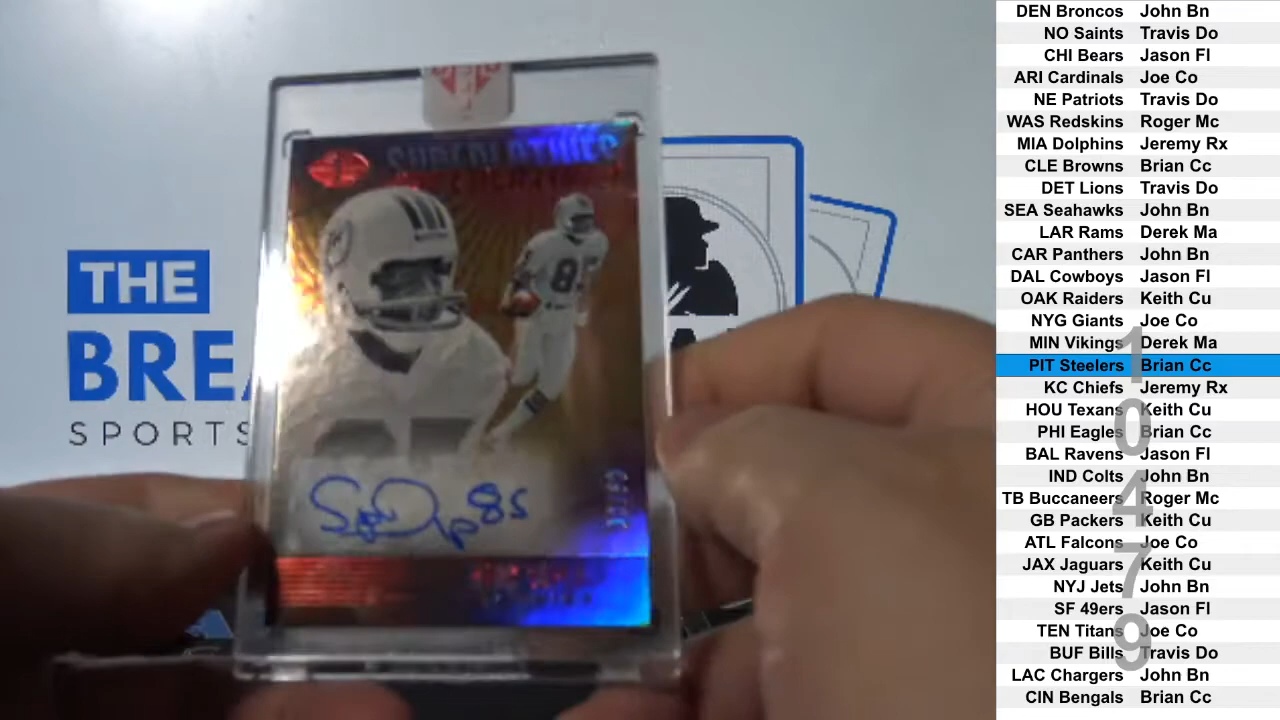 SUPERLATIVES
85
THE
BREA
SPORTS
DEN Broncos John Bn
NO Saints Travis Do
CHI Bears Jason Fl
ARI Cardinals Joe Co
NE Patriots Travis Do
WAS Redskins Roger Mc
MIA Dolphins Jeremy Rx
CLE Browns Brian Cc
DET Lions Travis Do
SEA Seahawks John Bn
LAR Rams Derek Ma
CAR Panthers John Bn
DAL Cowboys Jason Fl
OAK Raiders Keith Cu
NYG Giants Joe Co
MIN Vikings Derek Ma
PIT Steelers Brian Cc
KC Chiefs Jeremy Rx
HOU Texans Keith Cu
PHI Eagles Brian Cc
BAL Ravens Jason Fl
IND Colts John Bn
TB Buccaneers Roger Mc
GB Packers Keith Cu
ATL Falcons Joe Co
JAX Jaguars Keith Cu
NYJ Jets John Bn
SF 49ers Jason Fl
TEN Titans Joe Co
BUF Bills Travis Do
LAC Chargers John Bn
CIN Bengals Brian Cc
10479